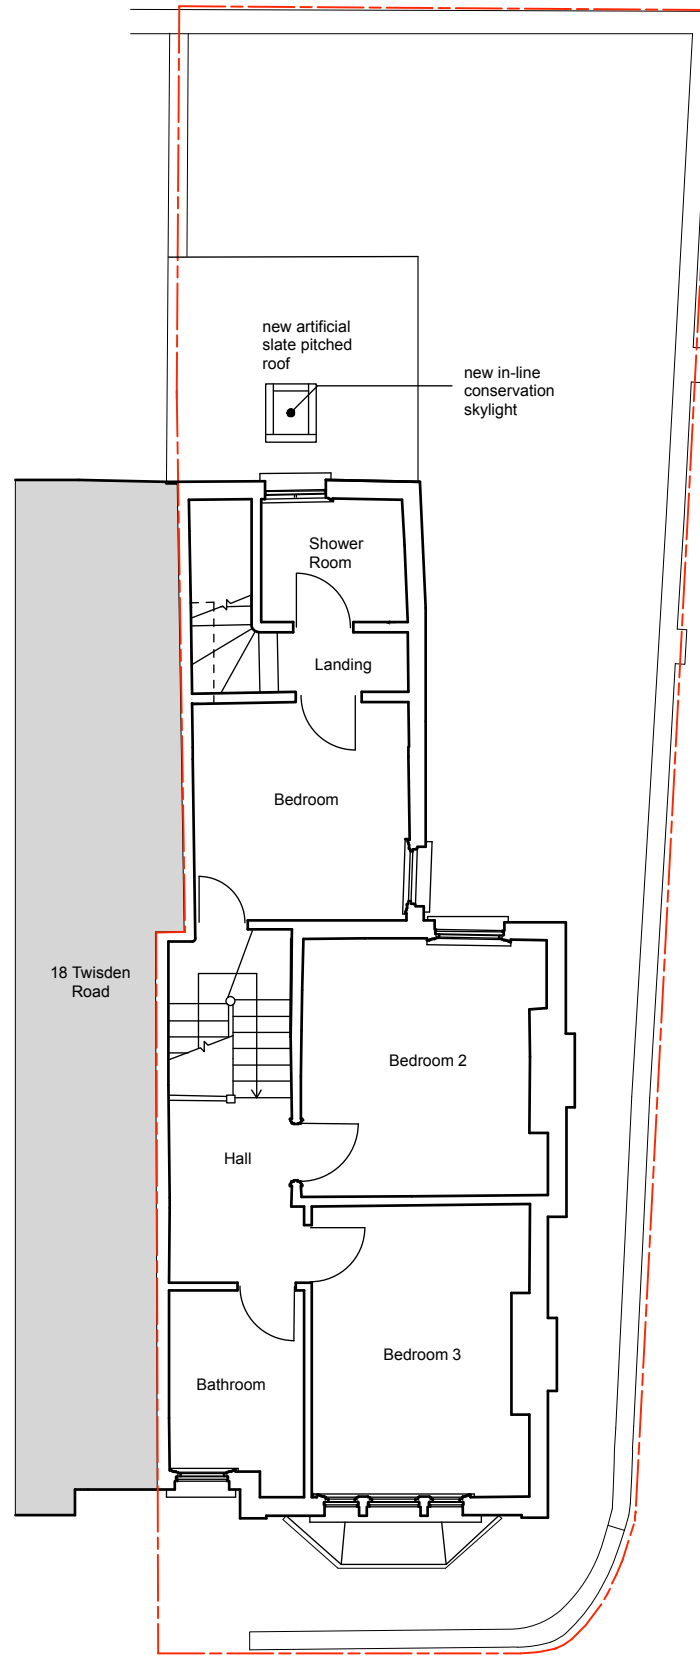 new artificial
slate pitched
roof
new in-line
conservation
skylight
Shower
Room
Landing
Bedroom
18 Twisden
Road
Bedroom 2
Hall
Bedroom 3
Bathroom